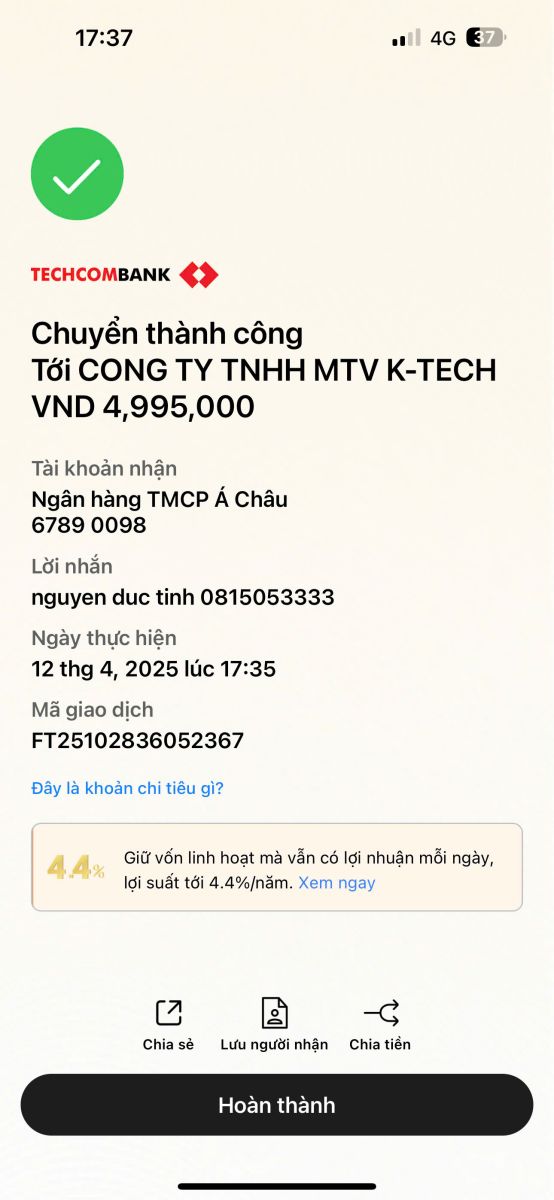 17:37
4G 37
TECHCOMBANK
Chuyển thành công
Tới CONG TY TNHH MTV K-TECH
VND 4,995,000
Tài khoản nhận
Ngân hàng TMCP Á Châu
6789 0098
Lời nhắn
nguyen duc tinh 0815053333
Ngày thực hiện
12 thg 4, 2025 lúc 17:35
Mã giao dịch
FT25102836052367
Đây là khoản chi tiêu gì?
4.4%
Giữ vốn linh hoạt mà vẫn có lợi nhuận mỗi ngày,
lợi suất tới 4.4%/năm. Xem ngay
Chia sẻ
Lưu người nhận
Chia tiền
Hoàn thành